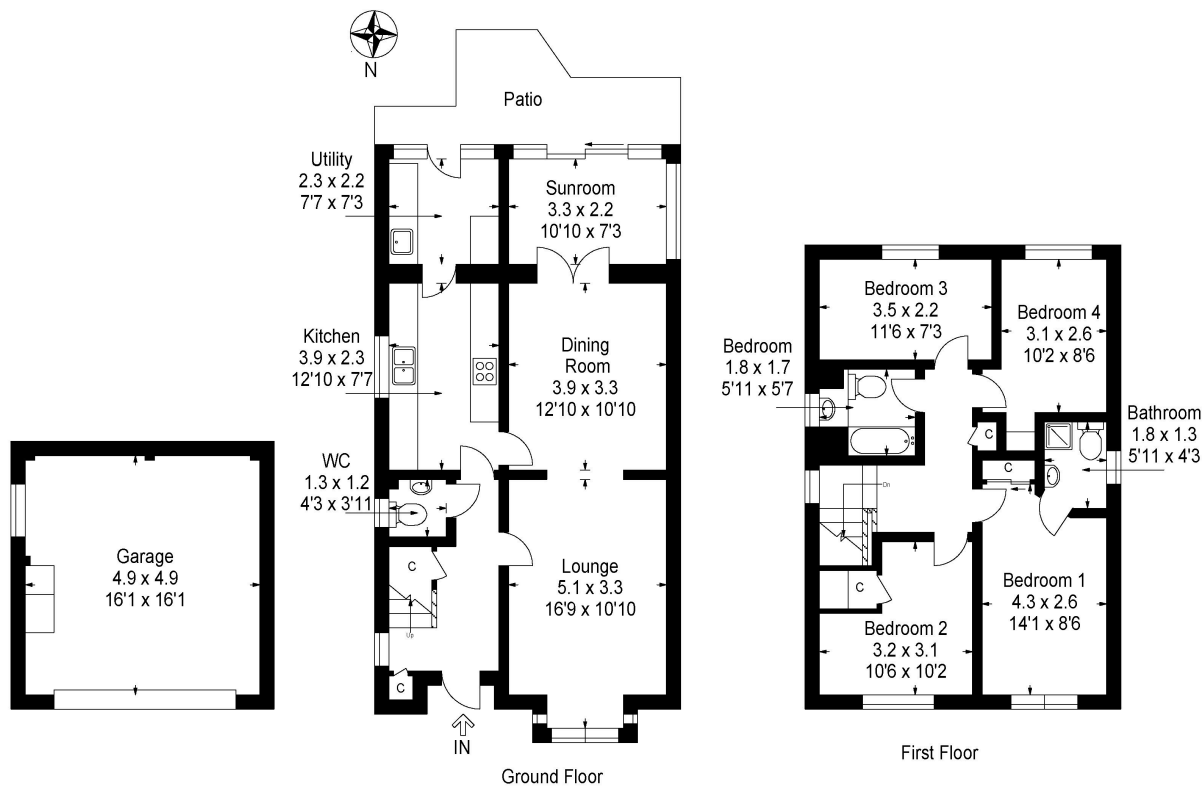 N
Patio
Utility
2.3 x 2.2
7'7 x 7'3
Sunroom
3.3 x 2.2
10'10 x 7'3
Kitchen
3.9 x 2.3
12'10 x 7'7
Dining
Room
3.9 x 3.3
12'10 x 10'10
WC
1.3 x 1.2
4'3 x 3'11
C
Up
C
Lounge
5.1 x 3.3
16'9 x 10'10
IN
Ground Floor
Garage
4.9 x 4.9
16'1 x 16'1
Bedroom 3
3.5 x 2.2
11'6 x 7'3
Bedroom 4
3.1 x 2.6
10'2 x 8'6
Bedroom
1.8 x 1.7
5'11 x 5'7
Bathroom
1.8 x 1.3
5'11 x 4'3
C
C
Dn
C
Bedroom 1
4.3 x 2.6
14'1 x 8'6
Bedroom 2
3.2 x 3.1
10'6 x 10'2
First Floor